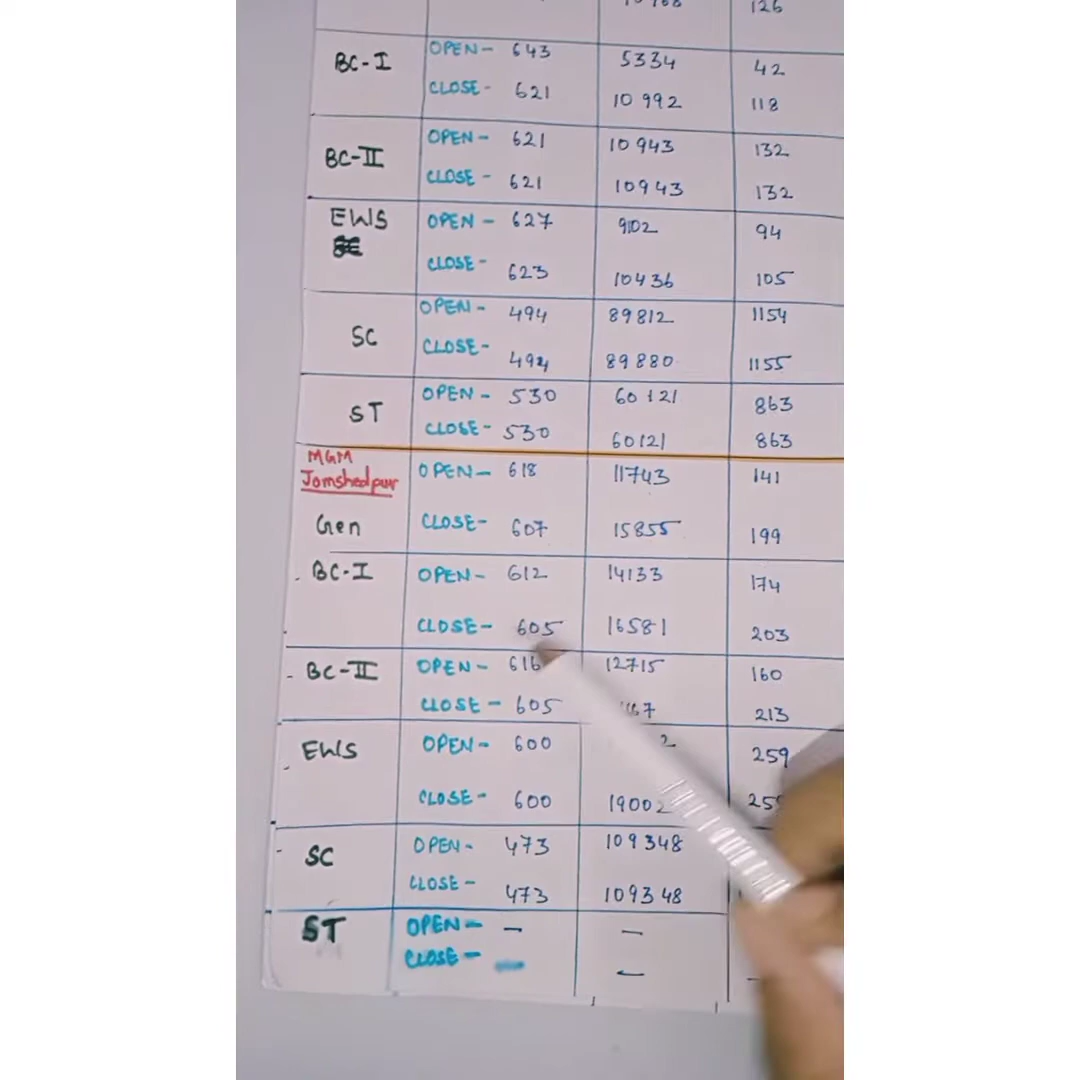 126
BC-I OPEN- 643 5334 42
CLOSE- 621 10992 118
BC-II OPEN- 621 10943 132
CLOSE- 621 10943 132
EWS OPEN- 627 9102 94
CLOSE- 623 10436 105
SC OPEN- 494 89812 1154
CLOSE- 494 89880 1155
ST OPEN- 530 60121 863
CLOSE- 530 60121 863
MGM
Jamshedpur OPEN- 618 11743 141
Gen CLOSE- 607 15855 199
BC-I OPEN- 612 14133 174
CLOSE- 605 16581 203
BC-II OPEN- 616 12715 160
CLOSE- 605 213
EWS OPEN- 600 259
CLOSE- 600 19002
SC OPEN- 473 109348
CLOSE- 473 109348
ST OPEN- - -
CLOSE- - -